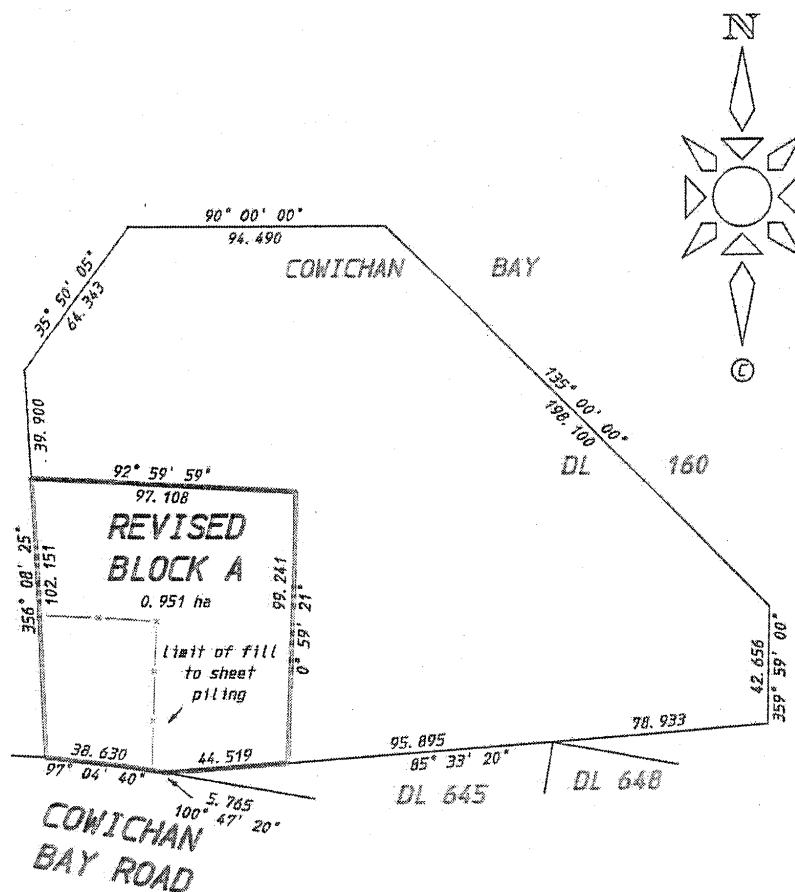 N
90° 00' 00"
94.490
COWICHAN BAY
35° 50' 05"
64.343
C
135° 00' 00"
198.100
39.900
DL 160
92° 59' 59"
97.108
REVISED
BLOCK A
0.951 ha
356° 08' 25"
102.151
99.241
0° 59' 21"
limit of fill
to sheet
piling
42.656
359° 59' 00"
78.933
95.895
85° 33' 20"
38.630
97° 04' 40"
44.519
5.765
100° 47' 20"
DL 645
DL 648
COWICHAN
BAY ROAD